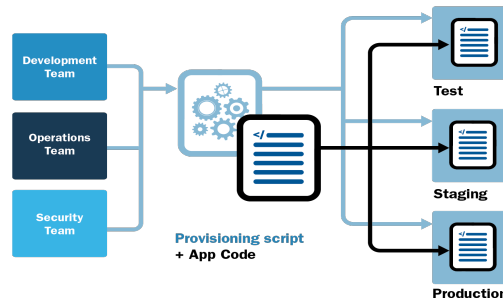 Development
Team
Operations
Team
Security
Team
</>
Provisioning script
+ App Code
</>
Test
</>
Staging
</>
Production